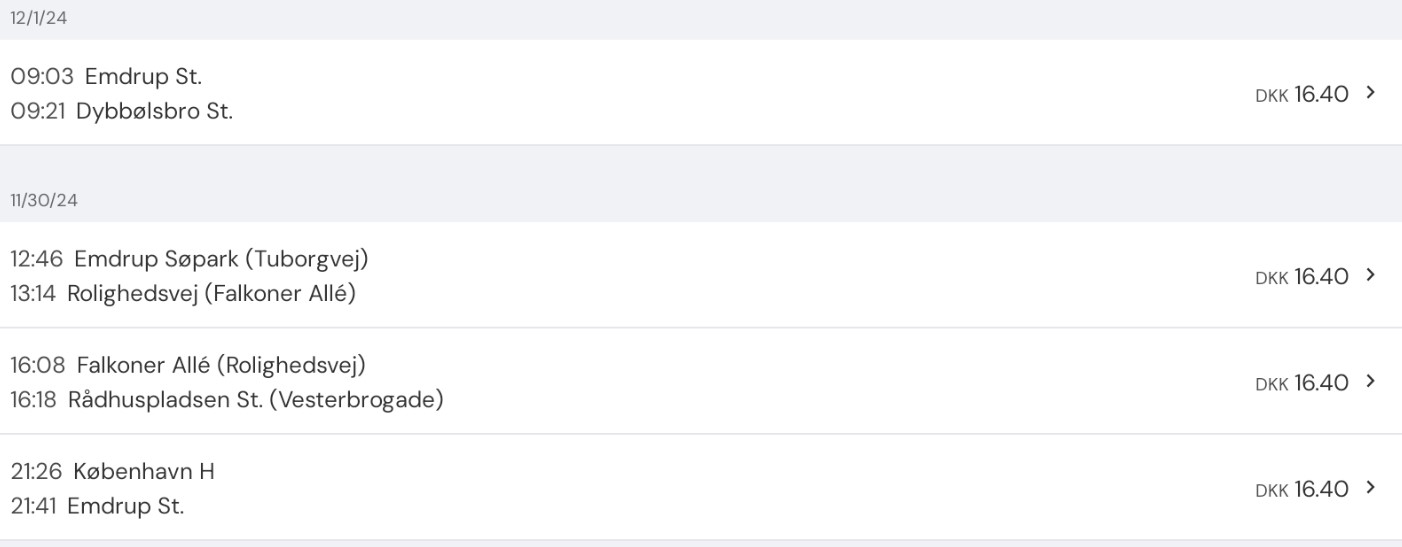 12/1/24
09:03 Emdrup St.
09:21 Dybbølsbro St.
DKK 16.40
11/30/24
12:46 Emdrup Søpark (Tuborgvej)
13:14 Rolighedsvej (Falkoner Allé)
DKK 16.40
16:08 Falkoner Allé (Rolighedsvej)
16:18 Rådhuspladsen St. (Vesterbrogade)
DKK 16.40
21:26 København H
21:41 Emdrup St.
DKK 16.40